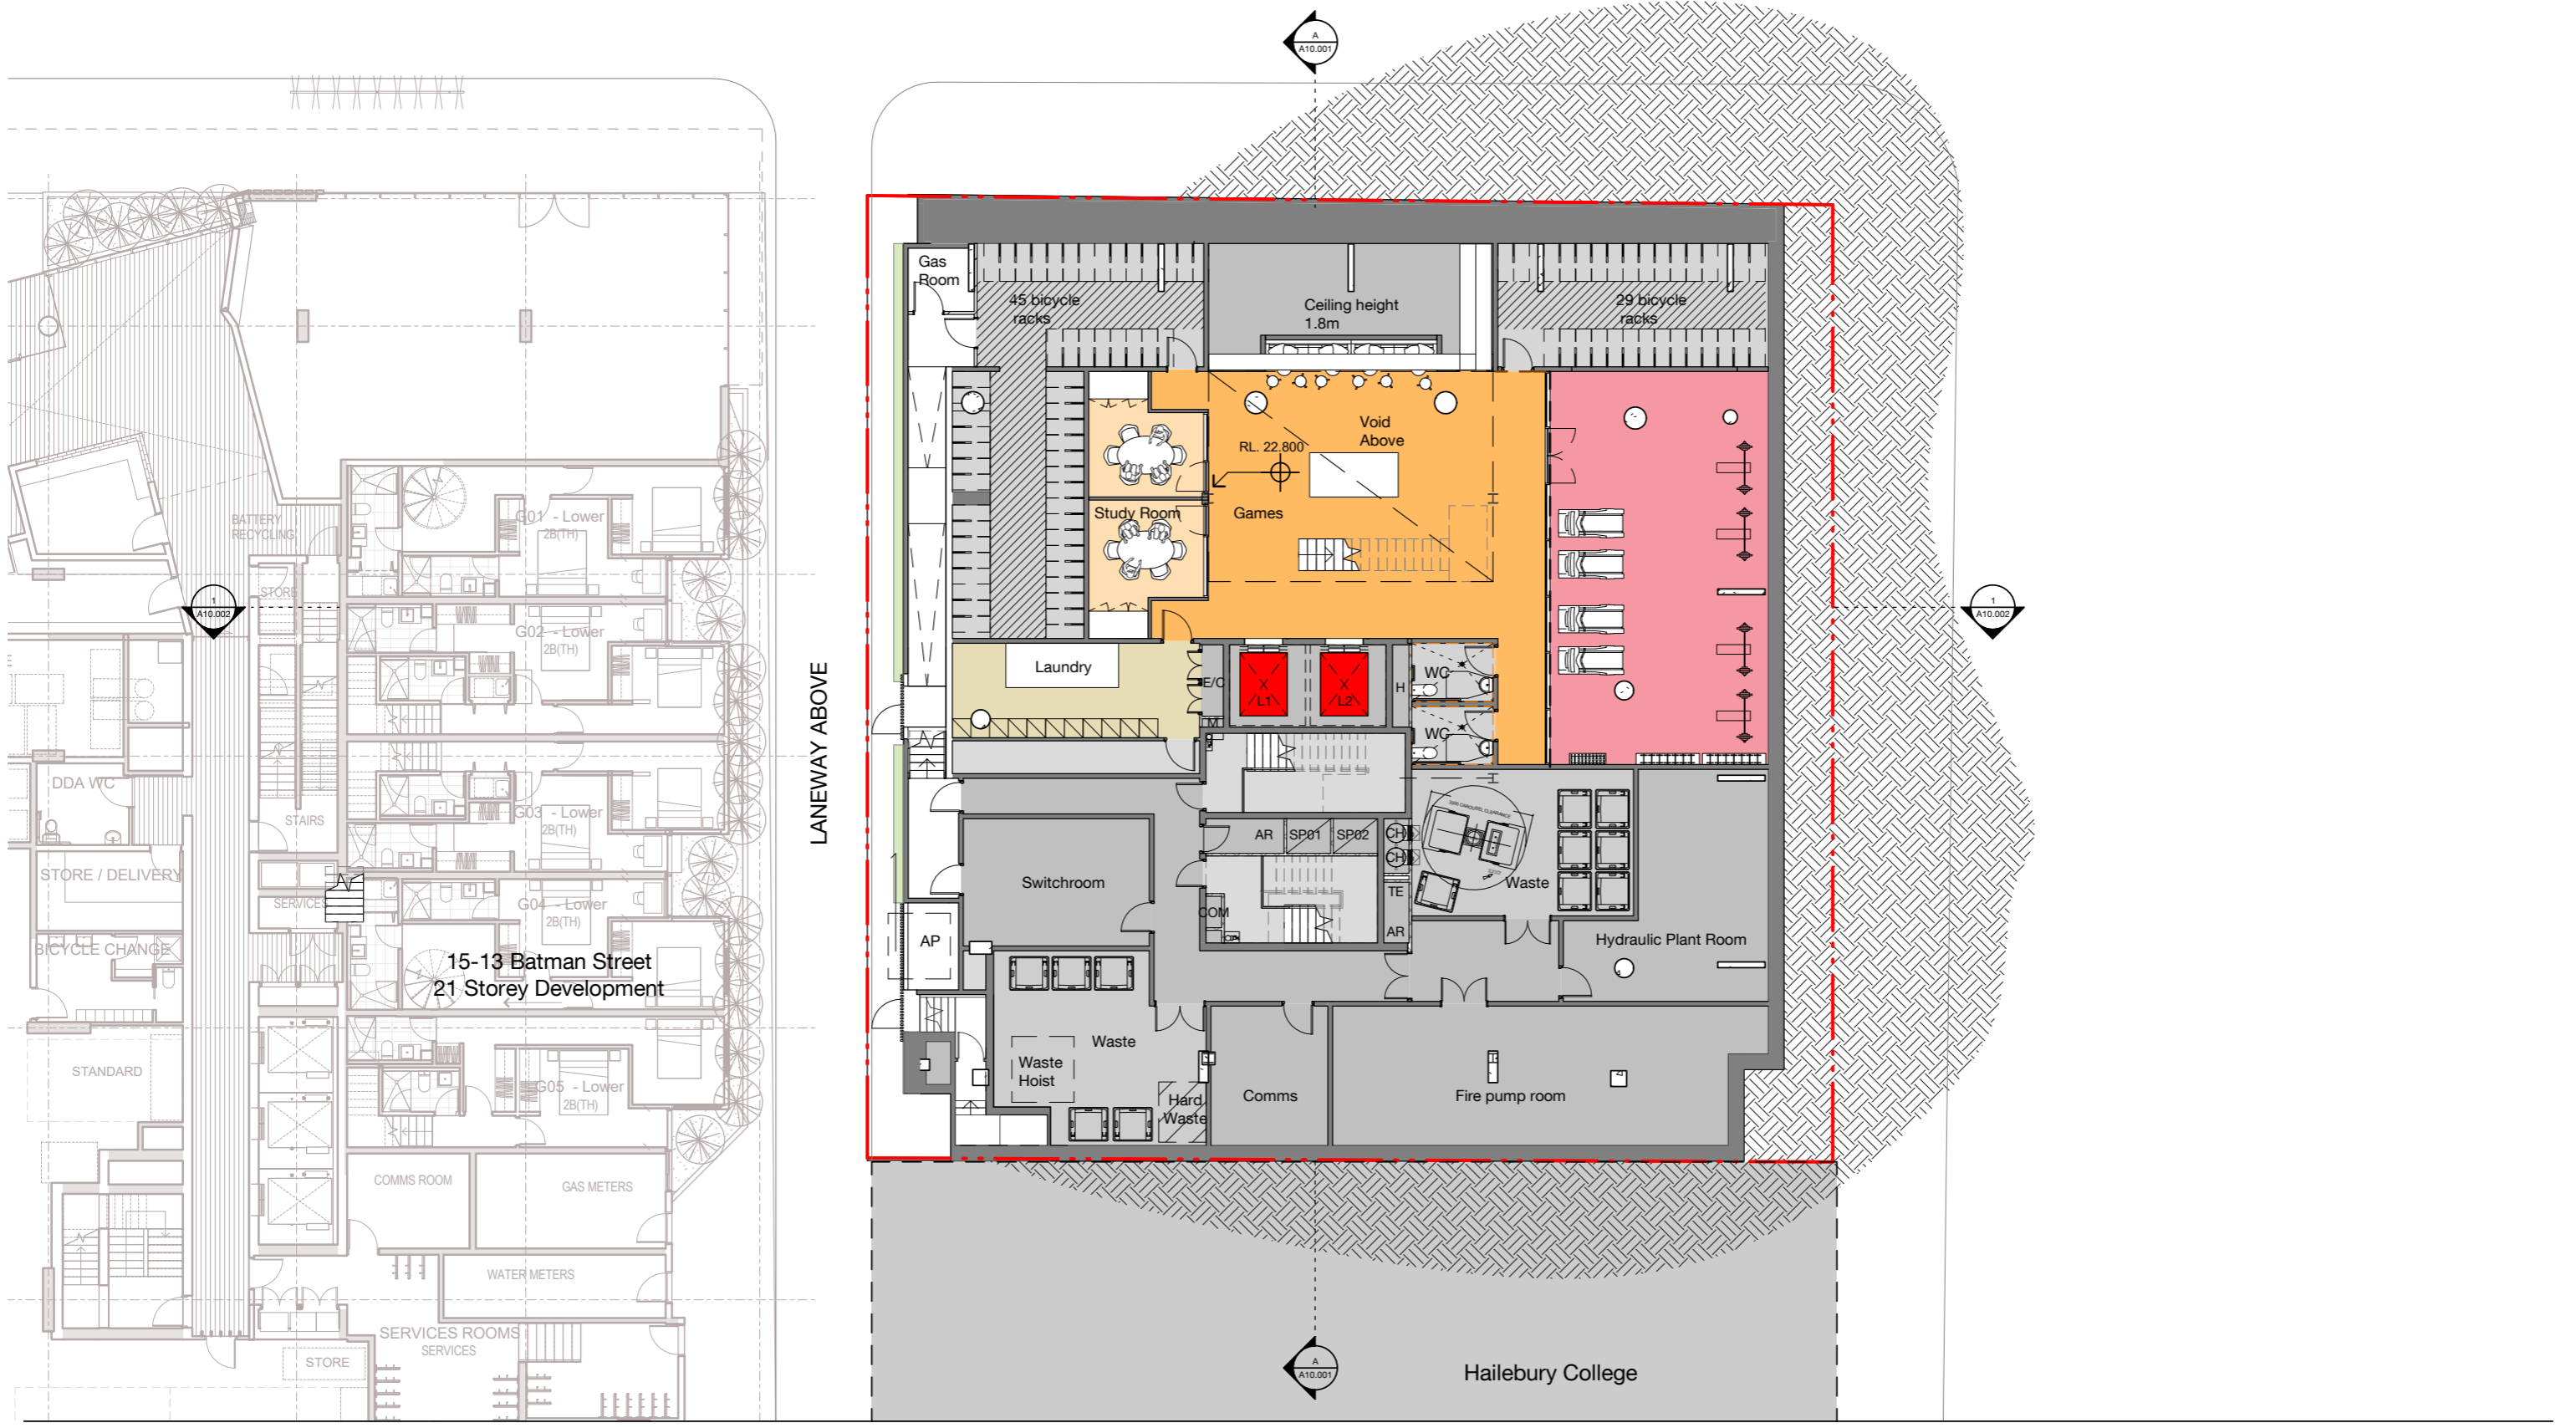 A
A10.001
Gas
Room
45 bicycle
racks
Ceiling height
1.8m
29 bicycle
racks
Void
Above
RL. 22.800
Study Room
Games
G01 - Lower
2B(TH)
BATTERY
RECYCLING
STORE
1
A10.002
1
A10.002
G02 - Lower
2B(TH)
LANEWAY ABOVE
Laundry
E/C
M
X
L1
X
L2
H
WC
WC
DDA WC
STAIRS
G03 - Lower
2B(TH)
AR
SP01
SP02
CH
CH
TE
AR
Waste
STORE / DELIVERY
SERVICES
G04 - Lower
2B(TH)
Switchroom
COM
AP
Hydraulic Plant Room
BICYCLE CHANGE
15-13 Batman Street
21 Storey Development
STANDARD
G05 - Lower
2B(TH)
Waste
Waste
Hoist
Hard
Waste
Comms
Fire pump room
COMMS ROOM
GAS METERS
WATER METERS
SERVICES ROOMS
SERVICES
STORE
A
A10.001
Hailebury College